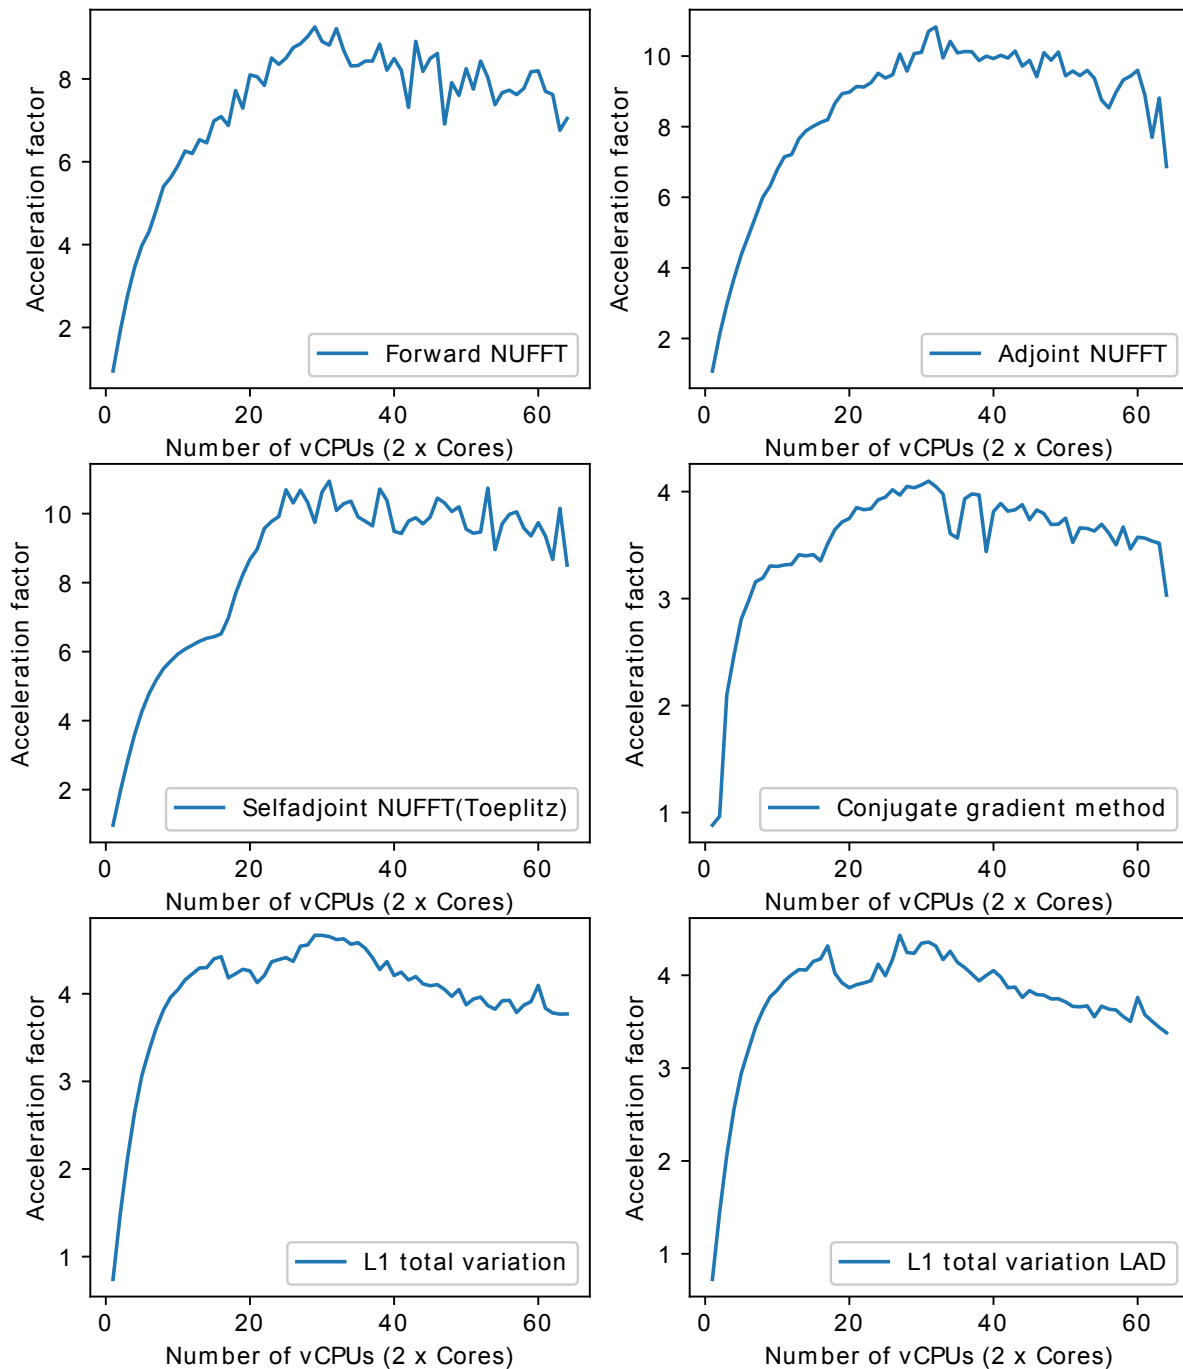 8
6
4
2
Acceleration factor
Forward NUFFT
0
20
40
60
Number of vCPUs (2 x Cores)
10
8
6
4
2
Acceleration factor
Adjoint NUFFT
0
20
40
60
Number of vCPUs (2 x Cores)
10
8
6
4
2
Acceleration factor
Selfadjoint NUFFT(Toeplitz)
0
20
40
60
Number of vCPUs (2 x Cores)
4
3
2
1
Acceleration factor
Conjugate gradient method
0
20
40
60
Number of vCPUs (2 x Cores)
4
3
2
1
Acceleration factor
L1 total variation
0
20
40
60
Number of vCPUs (2 x Cores)
4
3
2
1
Acceleration factor
L1 total variation LAD
0
20
40
60
Number of vCPUs (2 x Cores)